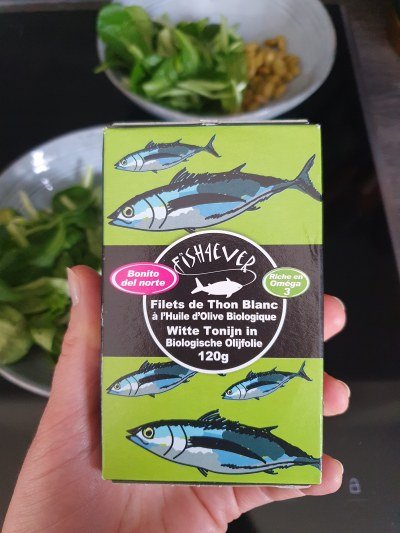 FISH4EVER
Bonito
del norte
Riche en
Oméga
3
Filets de Thon Blanc
à l'Huile d'Olive Biologique
Witte Tonijn in
Biologische Olijfolie
120g